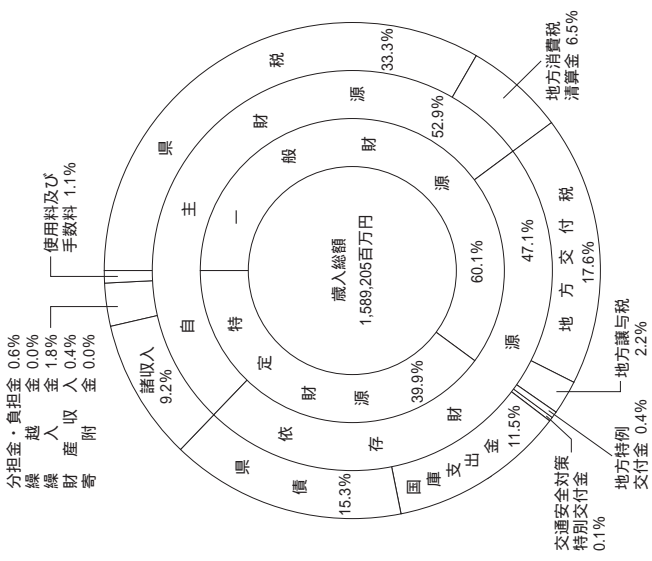 歳入総額
1,589,205百万円
一般財源
60.1%
特定財源
39.9%
自主財源
52.9%
依存財源
47.1%
県税
33.3%
地方消費税
清算金 6.5%
地方交付税
17.6%
地方譲与税
2.2%
地方特例
交付金 0.4%
交通安全対策
特別交付金
0.1%
国庫支出金
11.5%
県債
15.3%
諸収入
9.2%
分担金・負担金 0.6%
繰越金 0.0%
繰入金 1.8%
財産収入 0.4%
寄附金 0.0%
使用料及び
手数料 1.1%